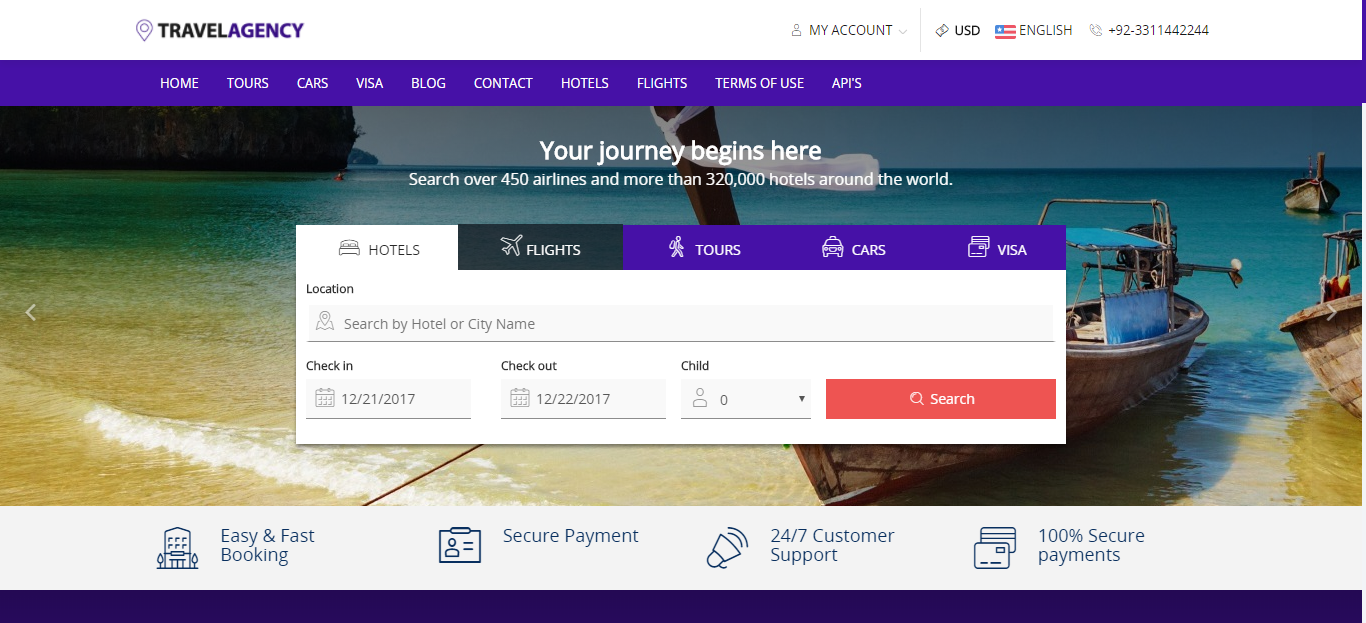 TRAVELAGENCY
MY ACCOUNT
USD
ENGLISH
+92-3311442244
HOME TOURS CARS VISA BLOG CONTACT HOTELS FLIGHTS TERMS OF USE API'S
Your journey begins here
Search over 450 airlines and more than 320,000 hotels around the world.
HOTELS FLIGHTS TOURS CARS VISA
Location
Search by Hotel or City Name
Check in Check out Child
12/21/2017 12/22/2017 0 Search
Easy & Fast
Booking
Secure Payment
24/7 Customer
Support
100% Secure
payments